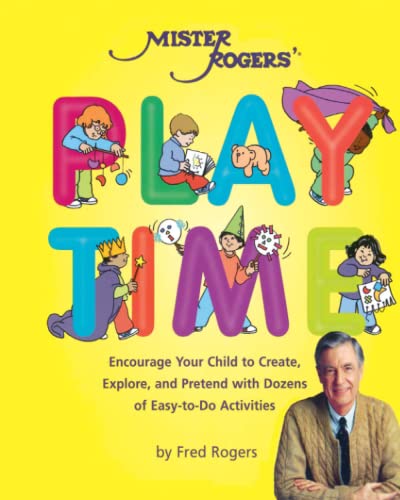 MISTER
ROGERS'®
PLAY
TIME
Encourage Your Child to Create,
Explore, and Pretend with Dozens
of Easy-to-Do Activities
by Fred Rogers